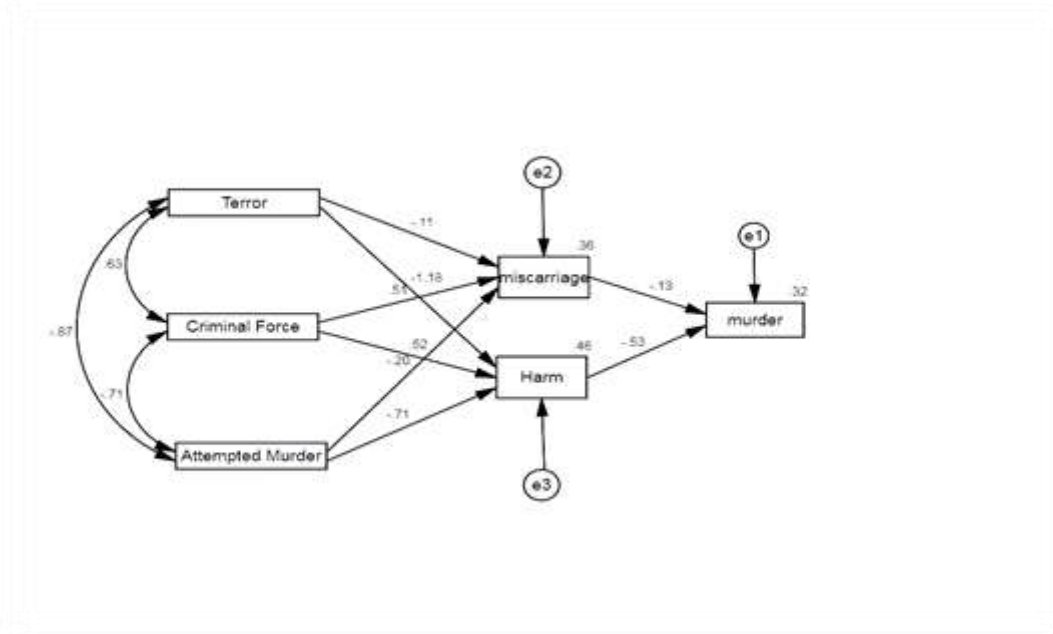 e2
Terror
-.11
.36
e1
.63
-1.18
miscarriage
.51
-.13
.32
Criminal Force
murder
-.87
.52
.46
-.53
-.20
Harm
-.71
-.71
Attempted Murder
e3